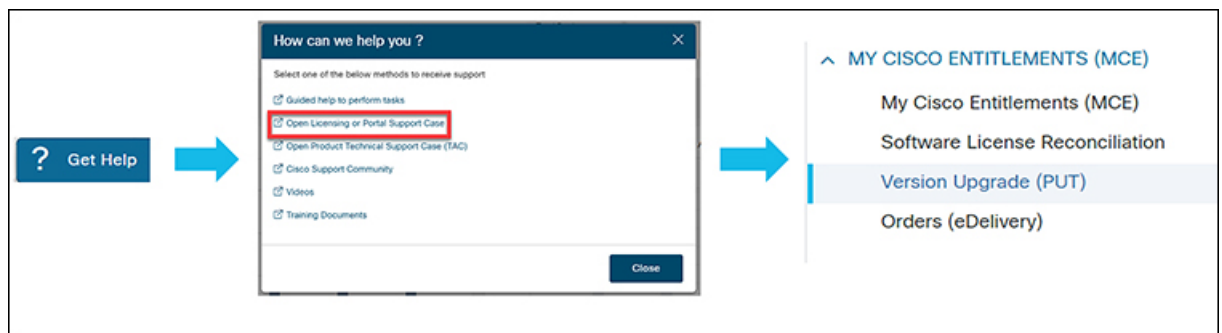 ? Get Help
How can we help you ?
Select one of the below methods to receive support
Guided help to perform tasks
Open Licensing or Portal Support Case
Open Product Technical Support Case (TAC)
Cisco Support Community
Videos
Training Documents
Close
MY CISCO ENTITLEMENTS (MCE)
My Cisco Entitlements (MCE)
Software License Reconciliation
Version Upgrade (PUT)
Orders (eDelivery)